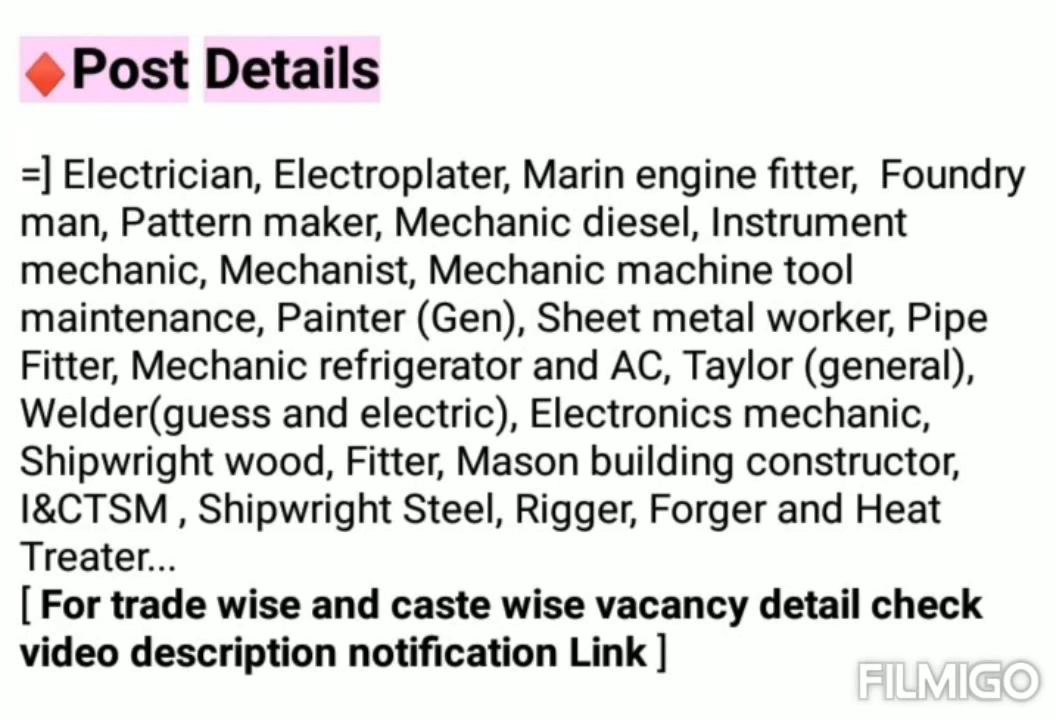 ♦Post Details
=] Electrician, Electroplater, Marin engine fitter,  Foundry
man, Pattern maker, Mechanic diesel, Instrument
mechanic, Mechanist, Mechanic machine tool
maintenance, Painter (Gen), Sheet metal worker, Pipe
Fitter, Mechanic refrigerator and AC, Taylor (general),
Welder(guess and electric), Electronics mechanic,
Shipwright wood, Fitter, Mason building constructor,
I&CTSM , Shipwright Steel, Rigger, Forger and Heat
Treater...
[ For trade wise and caste wise vacancy detail check
video description notification Link ]
FILMIGO